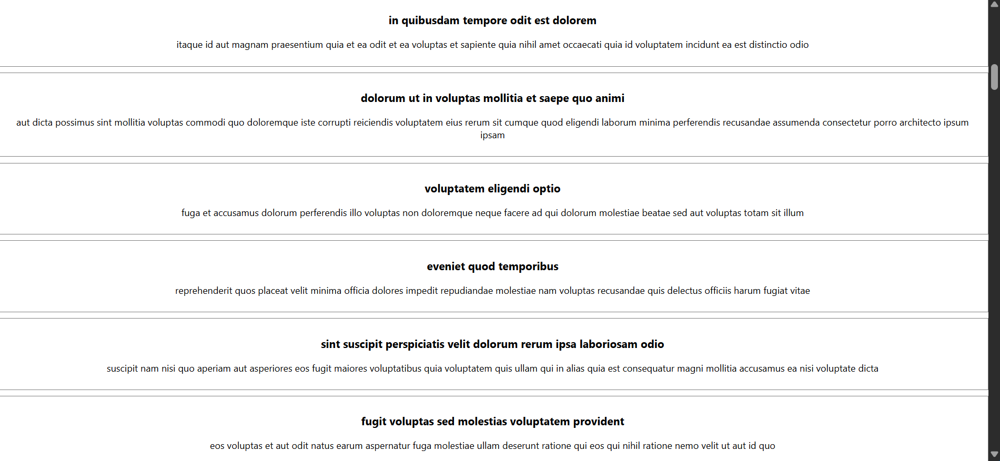 in quibusdam tempore odit est dolorem
itaque id aut magnam praesentium quia et ea odit et ea voluptas et sapiente quia nihil amet occaecati quia id voluptatem incidunt ea est distinctio odio
dolorum ut in voluptas mollitia et saepe quo animi
aut dicta possimus sint mollitia voluptas commodi quo doloremque iste corrupti reiciendis voluptatem eius rerum sit cumque quod eligendi laborum minima perferendis recusandae assumenda consectetur porro architecto ipsum
ipsam
voluptatem eligendi optio
fuga et accusamus dolorum perferendis illo voluptas non doloremque neque facere ad qui dolorum molestiae beatae sed aut voluptas totam sit illum
eveniet quod temporibus
reprehenderit quos placeat velit minima officia dolores impedit repudiandae molestiae nam voluptas recusandae quis delectus officiis harum fugiat vitae
sint suscipit perspiciatis velit dolorum rerum ipsa laboriosam odio
suscipit nam nisi quo aperiam aut asperiores eos fugit maiores voluptatibus quia voluptatem quis ullam qui in alias quia est consequatur magni mollitia accusamus ea nisi voluptate dicta
fugit voluptas sed molestias voluptatem provident
eos voluptas et aut odit natus earum aspernatur fuga molestiae ullam deserunt ratione qui eos qui nihil ratione nemo velit ut aut id quo